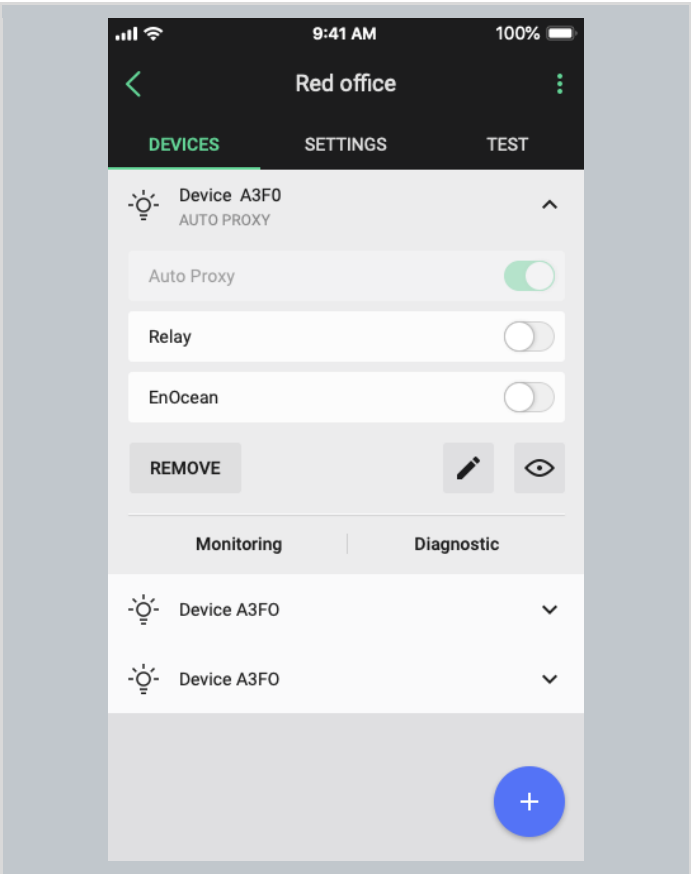 9:41 AM 100%
Red office
DEVICES SETTINGS TEST
Device A3F0
AUTO PROXY
Auto Proxy
Relay
EnOcean
REMOVE
Monitoring Diagnostic
Device A3FO
Device A3FO